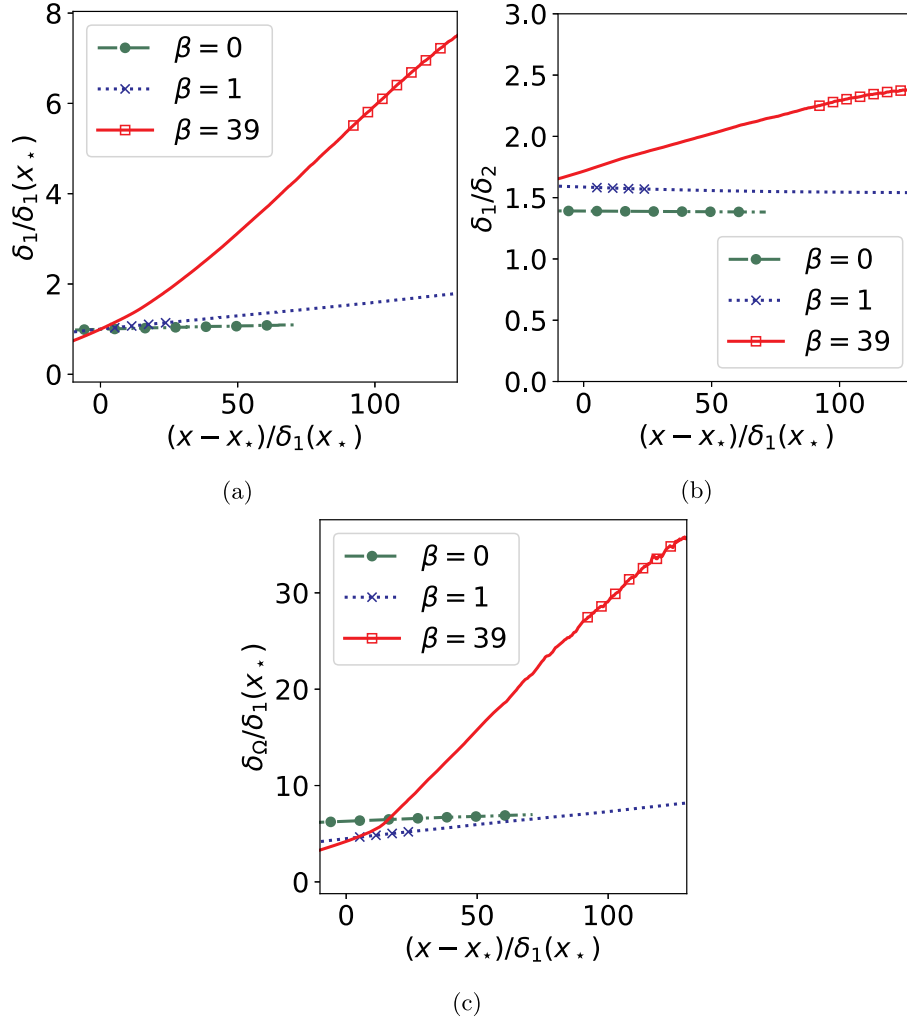 8
6
4
2
0
δ₁/δ₁(x⋆)
β = 0
β = 1
β = 39
0 50 100
(x − x⋆)/δ₁(x⋆)
(a)
3.0
2.5
2.0
1.5
1.0
0.5
0.0
δ₁/δ₂
β = 0
β = 1
β = 39
0 50 100
(x − x⋆)/δ₁(x⋆)
(b)
30
20
10
0
δ_Ω/δ₁(x⋆)
β = 0
β = 1
β = 39
0 50 100
(x − x⋆)/δ₁(x⋆)
(c)